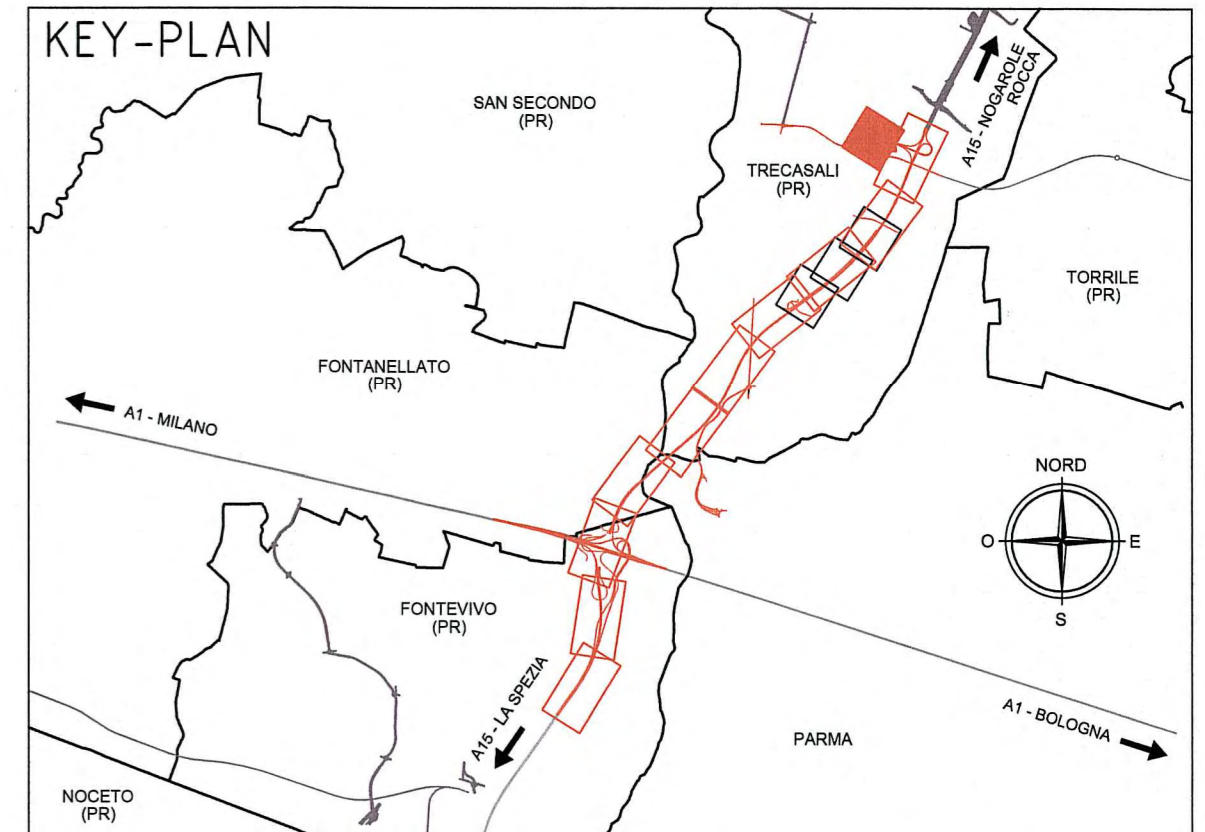 KEY-PLAN
SAN SECONDO
(PR)
A15 - NOGAROLE
ROCCA
TRECASALI
(PR)
TORRILE
(PR)
FONTANELLATO
(PR)
A1 - MILANO
NORD
O
E
S
FONTEVIVO
(PR)
A15 - LA SPEZIA
A1 - BOLOGNA
PARMA
NOCETO
(PR)